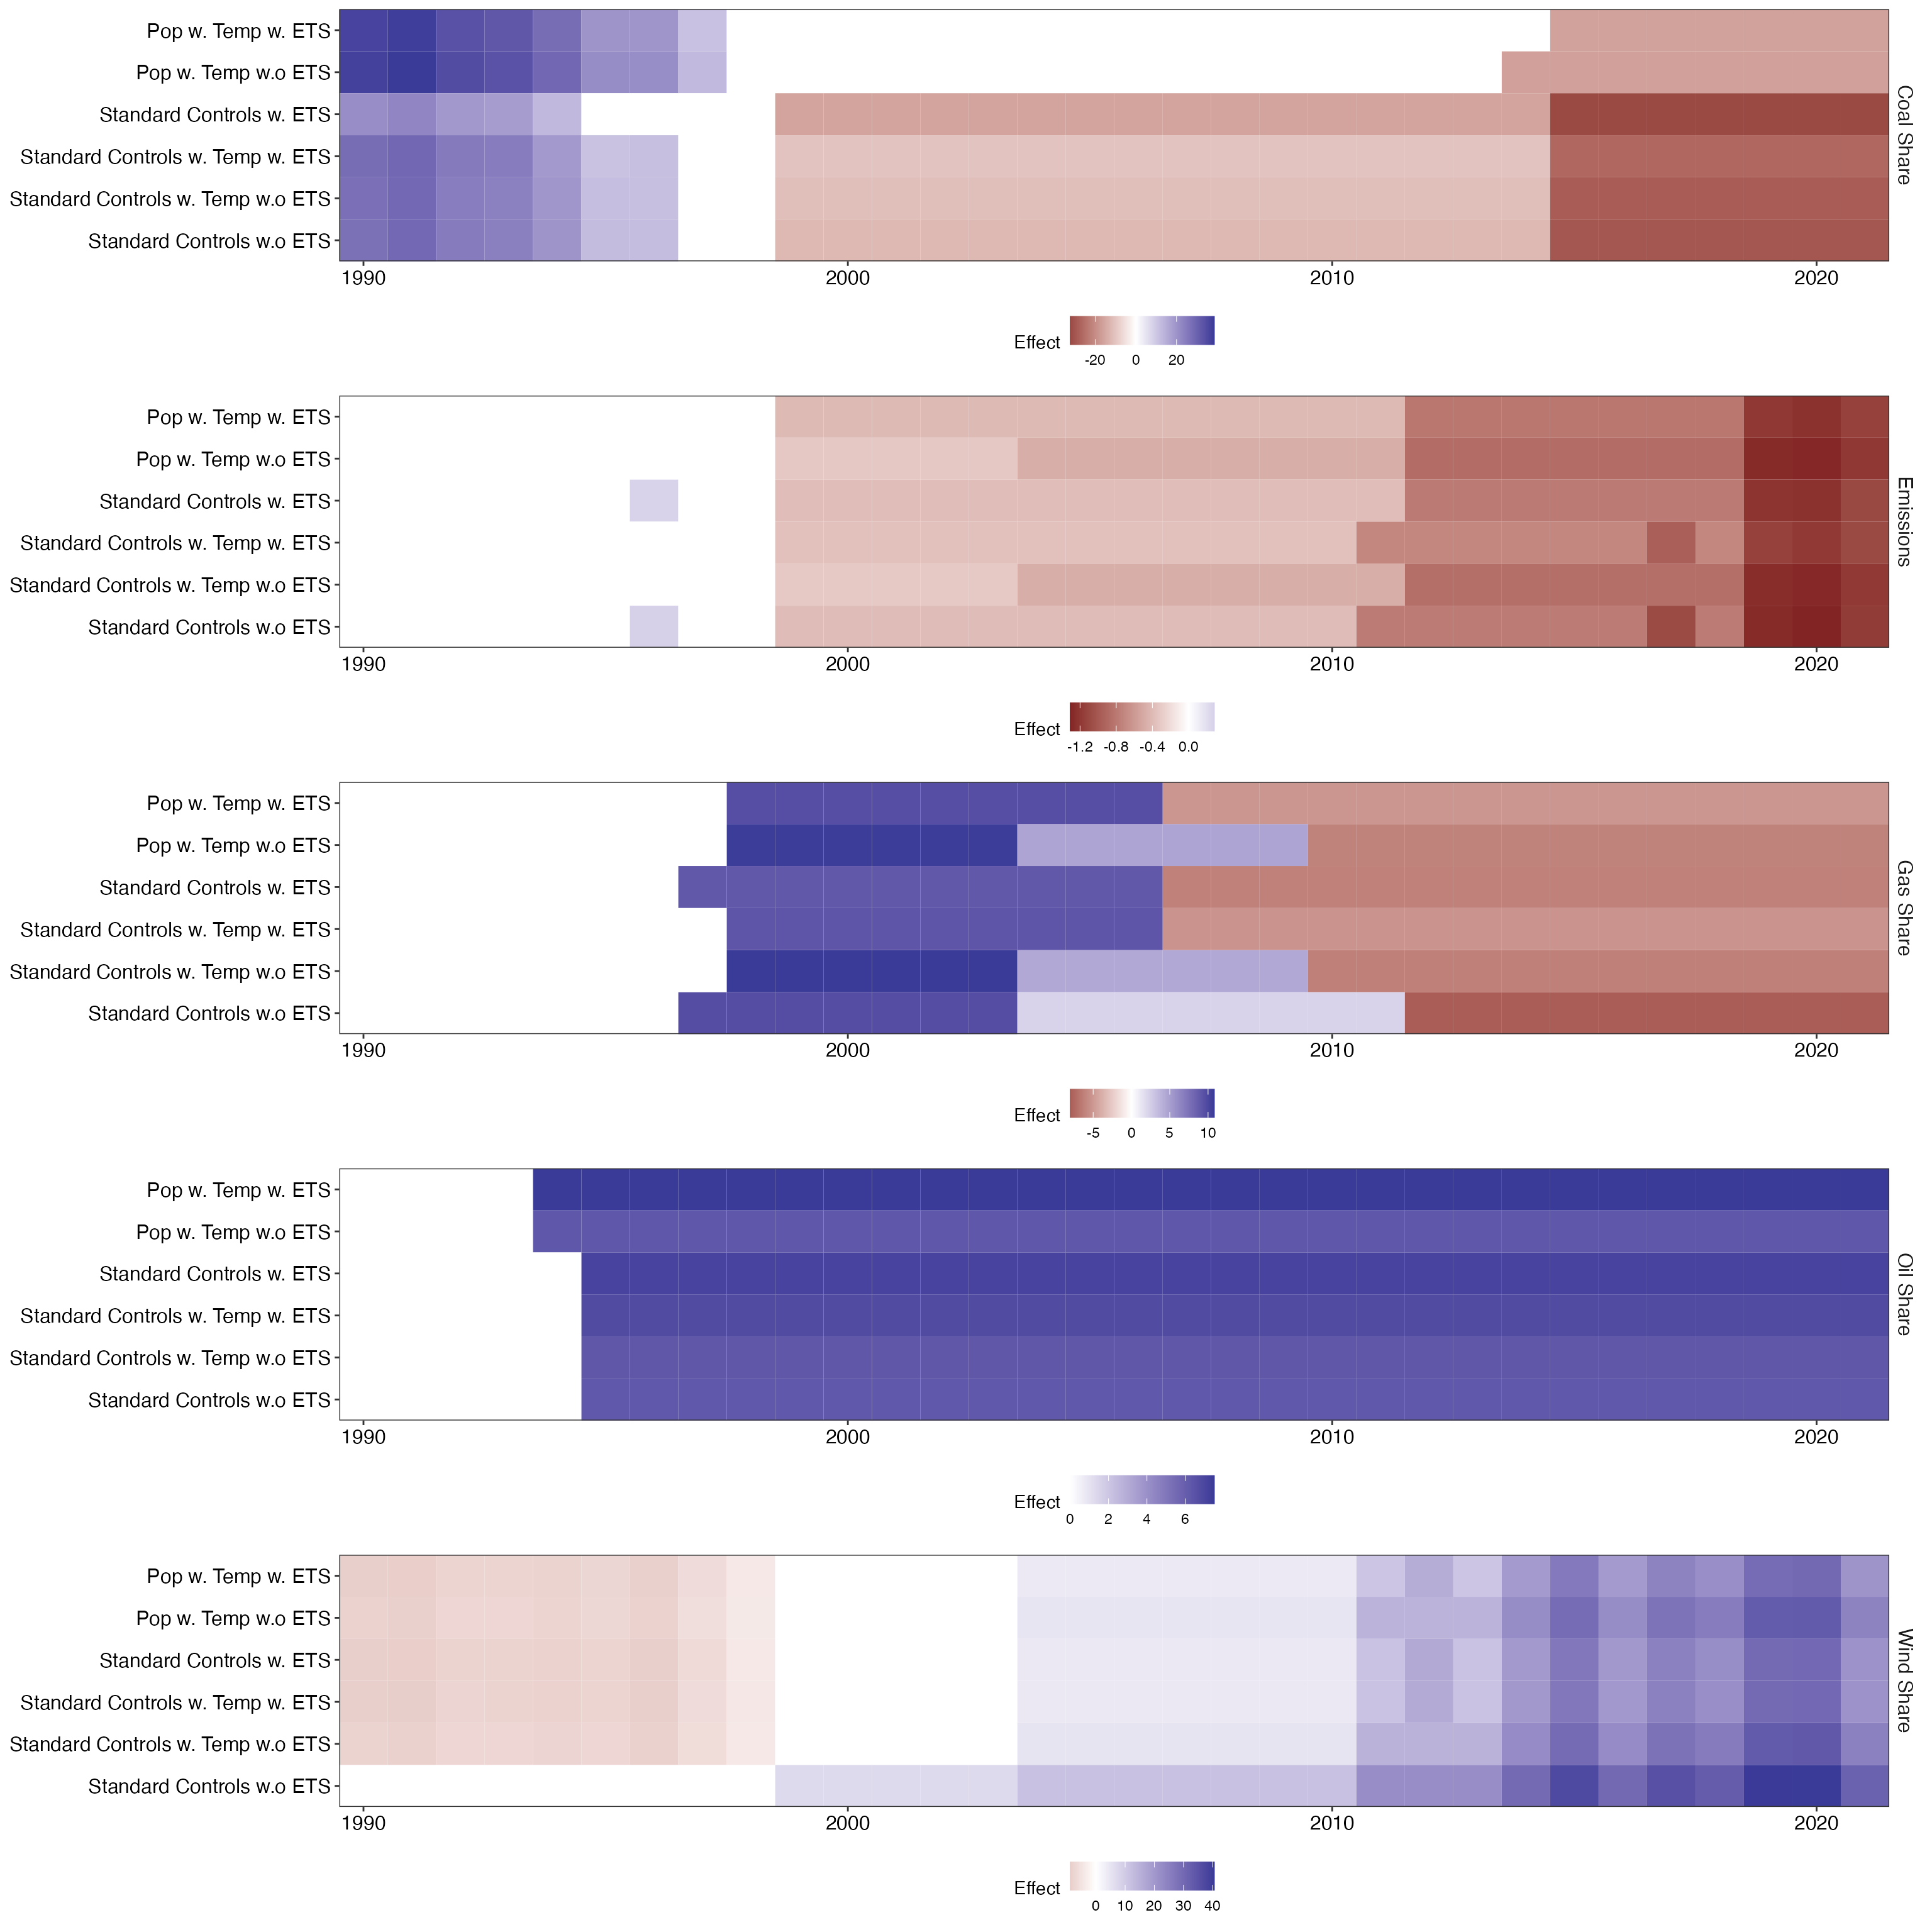 Pop w. Temp w. ETS
Pop w. Temp w.o ETS
Standard Controls w. ETS
Standard Controls w. Temp w. ETS
Standard Controls w. Temp w.o ETS
Standard Controls w.o ETS
Coal Share
1990 2000 2010 2020
Effect
-20 0 20
Pop w. Temp w. ETS
Pop w. Temp w.o ETS
Standard Controls w. ETS
Standard Controls w. Temp w. ETS
Standard Controls w. Temp w.o ETS
Standard Controls w.o ETS
Emissions
1990 2000 2010 2020
Effect
-1.2 -0.8 -0.4 0.0
Pop w. Temp w. ETS
Pop w. Temp w.o ETS
Standard Controls w. ETS
Standard Controls w. Temp w. ETS
Standard Controls w. Temp w.o ETS
Standard Controls w.o ETS
Gas Share
1990 2000 2010 2020
Effect
-5 0 5 10
Pop w. Temp w. ETS
Pop w. Temp w.o ETS
Standard Controls w. ETS
Standard Controls w. Temp w. ETS
Standard Controls w. Temp w.o ETS
Standard Controls w.o ETS
Oil Share
1990 2000 2010 2020
Effect
0 2 4 6
Pop w. Temp w. ETS
Pop w. Temp w.o ETS
Standard Controls w. ETS
Standard Controls w. Temp w. ETS
Standard Controls w. Temp w.o ETS
Standard Controls w.o ETS
Wind Share
1990 2000 2010 2020
Effect
0 10 20 30 40